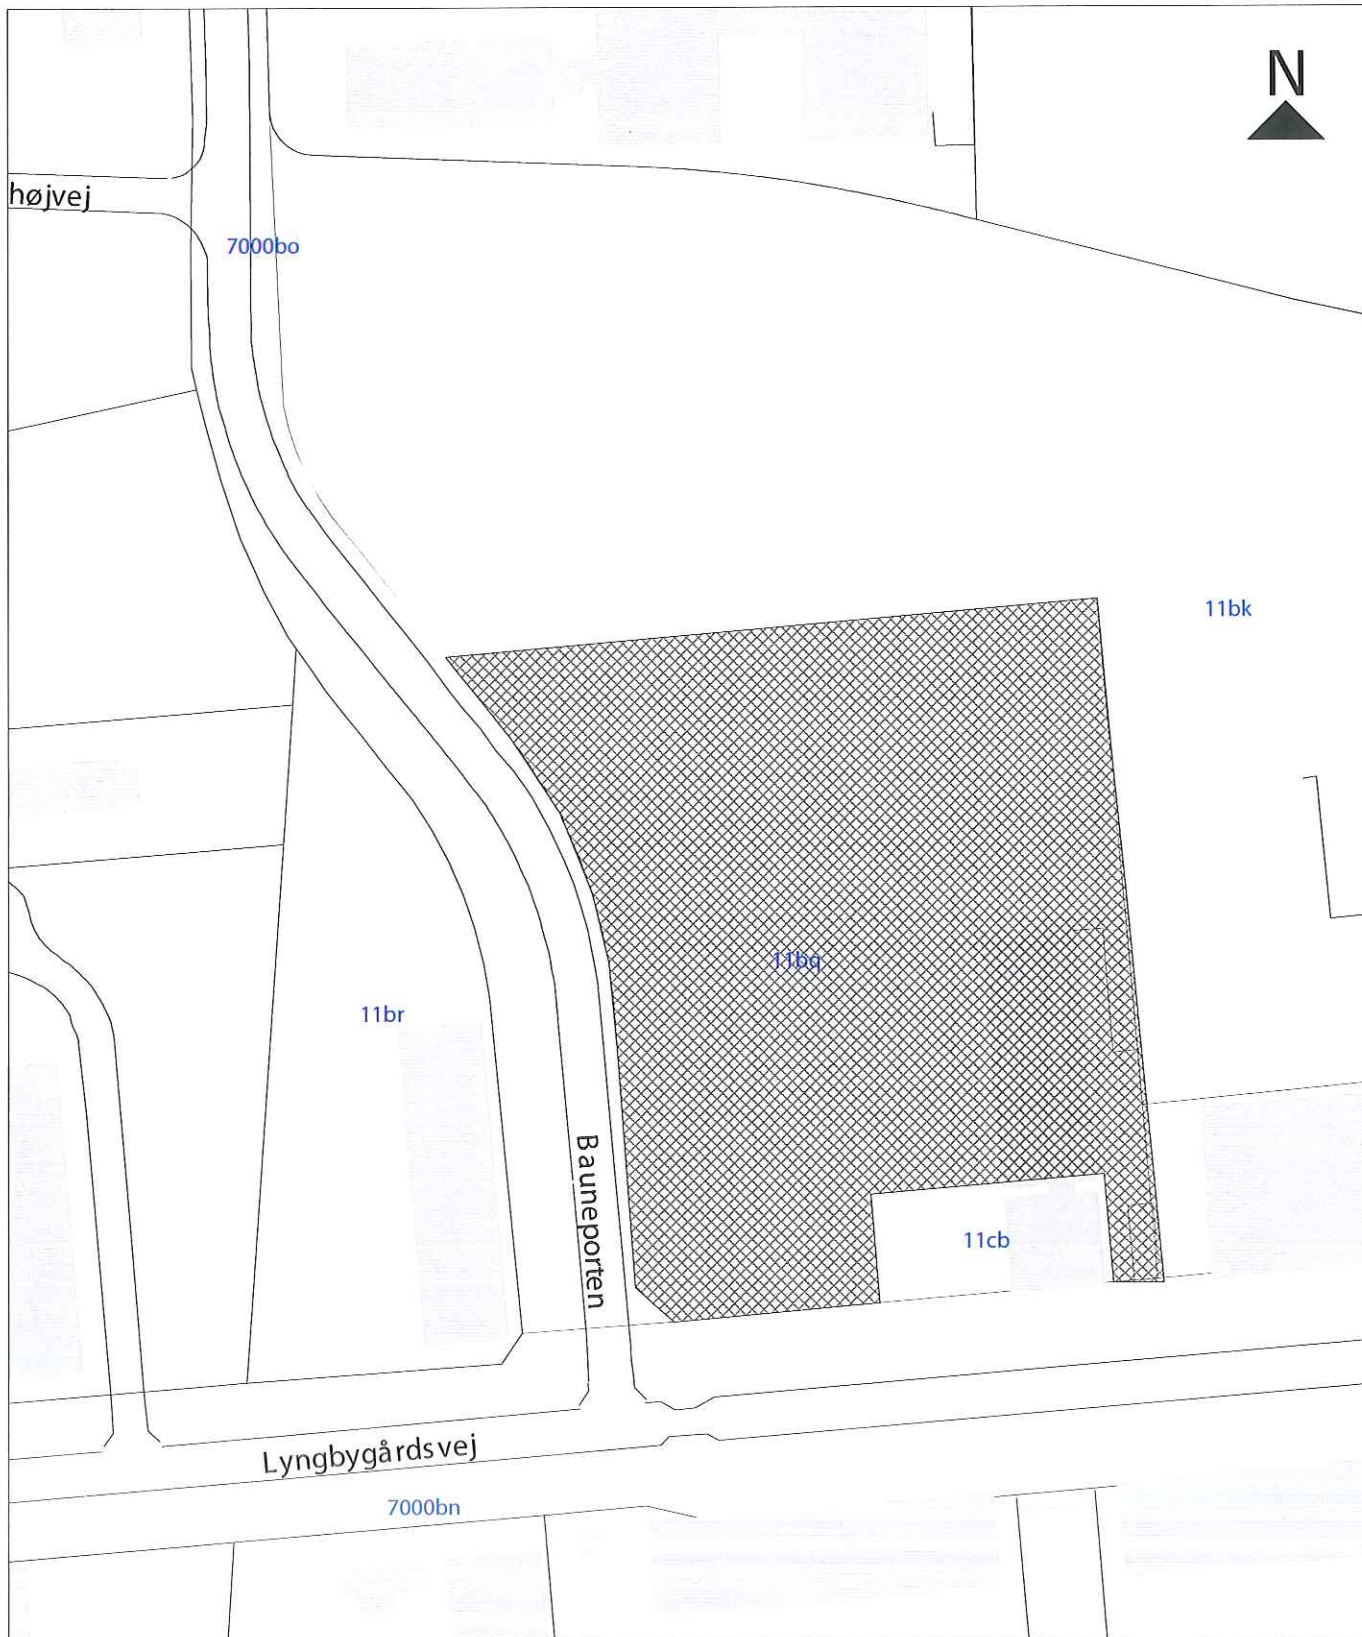 N
højvej
7000bo
11bk
11bq
11br
Bauneporten
11cb
Lyngbygårdsvej
7000bn